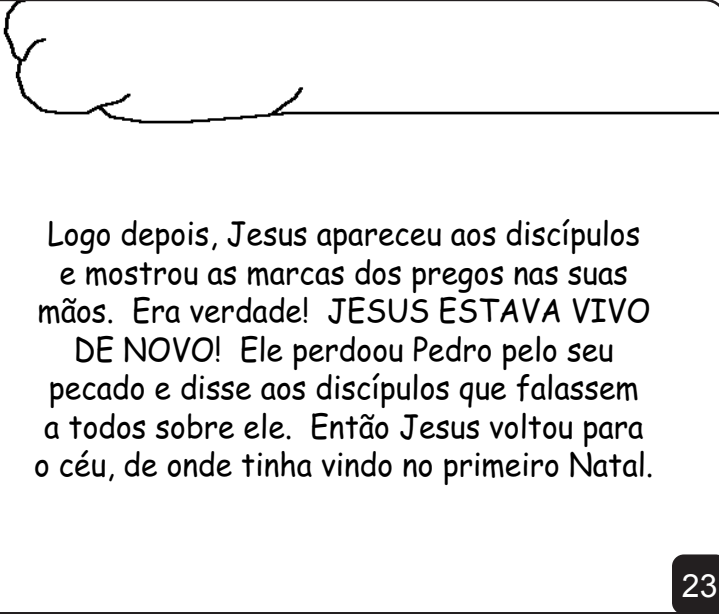 Logo depois, Jesus apareceu aos discípulos
e mostrou as marcas dos pregos nas suas
mãos.  Era verdade!  JESUS ESTAVA VIVO
DE NOVO!  Ele perdoou Pedro pelo seu
pecado e disse aos discípulos que falassem
a todos sobre ele.  Então Jesus voltou para
o céu, de onde tinha vindo no primeiro Natal.
23